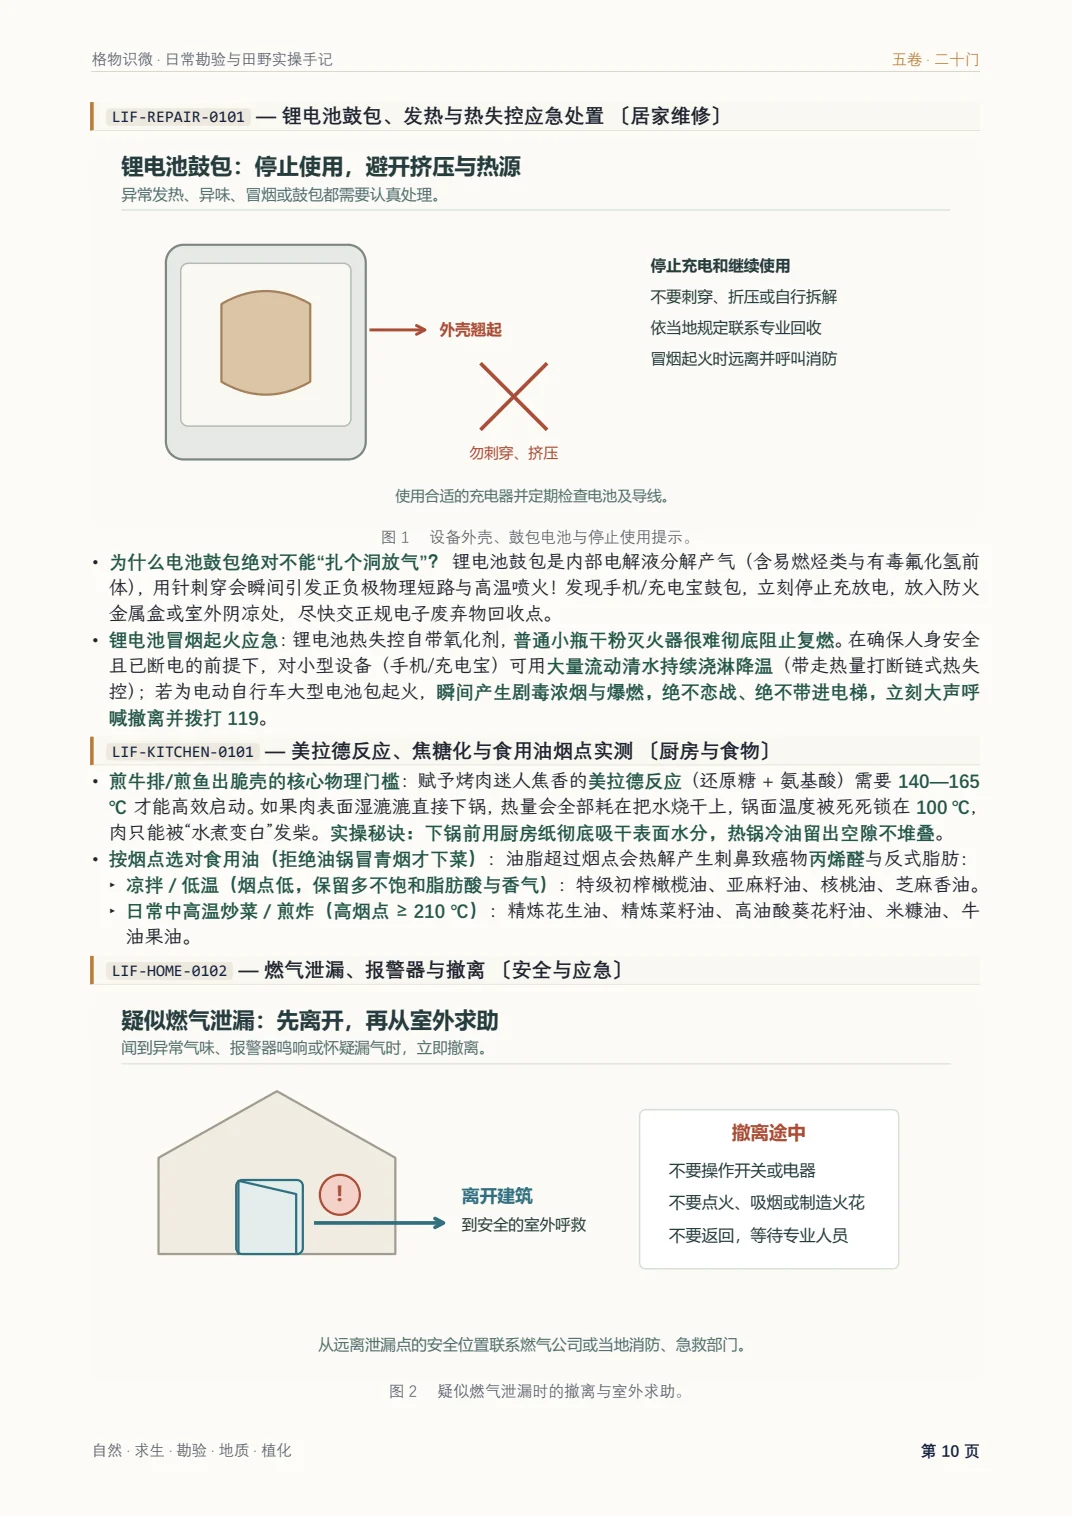 格物识微 · 日常勘验与田野实操手记
五卷 · 二十门
LIF-REPAIR-0101 — 锂电池鼓包、发热与热失控应急处置 〔居家维修〕
锂电池鼓包：停止使用，避开挤压与热源
异常发热、异味、冒烟或鼓包都需要认真处理。
外壳翘起
勿刺穿、挤压
停止充电和继续使用
不要刺穿、折压或自行拆解
依当地规定联系专业回收
冒烟起火时远离并呼叫消防
使用合适的充电器并定期检查电池及导线。
图 1 设备外壳、鼓包电池与停止使用提示。
• 为什么电池鼓包绝对不能“扎个洞放气”？ 锂电池鼓包是内部电解液分解产气（含易燃烃类与有毒氟化氢前
体），用针刺穿会瞬间引发正负极物理短路与高温喷火！发现手机/充电宝鼓包，立刻停止充放电，放入防火
金属盒或室外阴凉处，尽快交正规电子废弃物回收点。
• 锂电池冒烟起火应急：锂电池热失控自带氧化剂，普通小瓶干粉灭火器很难彻底阻止复燃。在确保人身安全
且已断电的前提下，对小型设备（手机/充电宝）可用大量流动清水持续浇淋降温（带走热量打断链式热失
控）；若为电动自行车大型电池包起火，瞬间产生剧毒浓烟与爆燃，绝不恋战、绝不带进电梯，立刻大声呼
喊撤离并拨打 119。
LIF-KITCHEN-0101 — 美拉德反应、焦糖化与食用油烟点实测 〔厨房与食物〕
• 煎牛排/煎鱼出脆壳的核心物理门槛：赋予烤肉迷人焦香的美拉德反应（还原糖 + 氨基酸）需要 140—165
℃ 才能高效启动。如果肉表面湿漉漉直接下锅，热量会全部耗在把水烧干上，锅面温度被死死锁在 100 ℃，
肉只能被“水煮变白”发柴。实操秘诀：下锅前用厨房纸彻底吸干表面水分，热锅冷油留出空隙不堆叠。
• 按烟点选对食用油（拒绝油锅冒青烟才下菜）：油脂超过烟点会热解产生刺鼻致癌物丙烯醛与反式脂肪：
‣ 凉拌 / 低温（烟点低，保留多不饱和脂肪酸与香气）：特级初榨橄榄油、亚麻籽油、核桃油、芝麻香油。
‣ 日常中高温炒菜 / 煎炸（高烟点 ≥ 210 ℃）：精炼花生油、精炼菜籽油、高油酸葵花籽油、米糠油、牛
油果油。
LIF-HOME-0102 — 燃气泄漏、报警器与撤离 〔安全与应急〕
疑似燃气泄漏：先离开，再从室外求助
闻到异常气味、报警器鸣响或怀疑漏气时，立即撤离。
!
离开建筑
到安全的室外呼救
撤离途中
不要操作开关或电器
不要点火、吸烟或制造火花
不要返回，等待专业人员
从远离泄漏点的安全位置联系燃气公司或当地消防、急救部门。
图 2 疑似燃气泄漏时的撤离与室外求助。
自然 · 求生 · 勘验 · 地质 · 植化
第 10 页